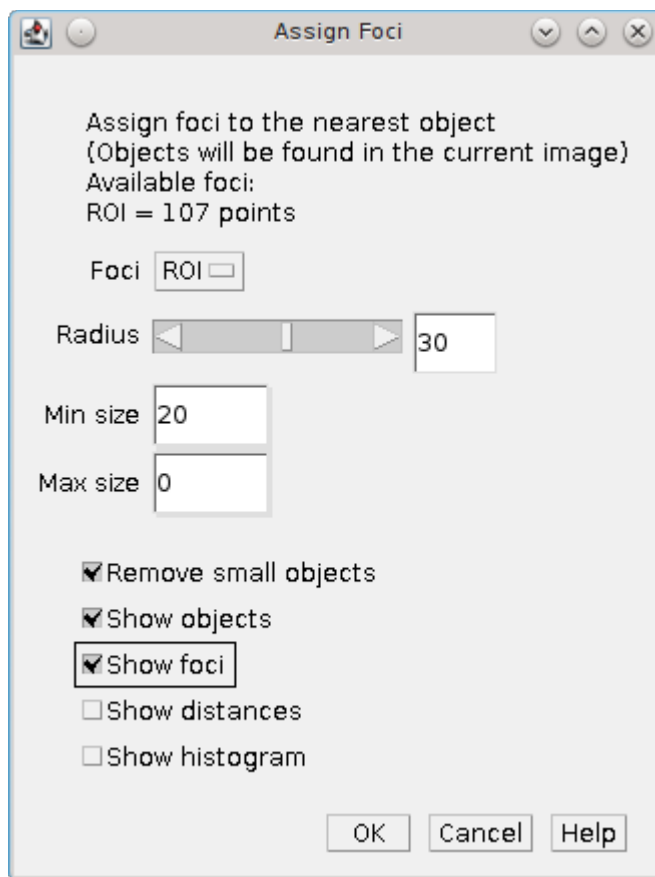 Assign Foci
Assign foci to the nearest object
(Objects will be found in the current image)
Available foci:
ROI = 107 points
Foci ROI
Radius 30
Min size 20
Max size 0
Remove small objects
Show objects
Show foci
Show distances
Show histogram
OK Cancel Help